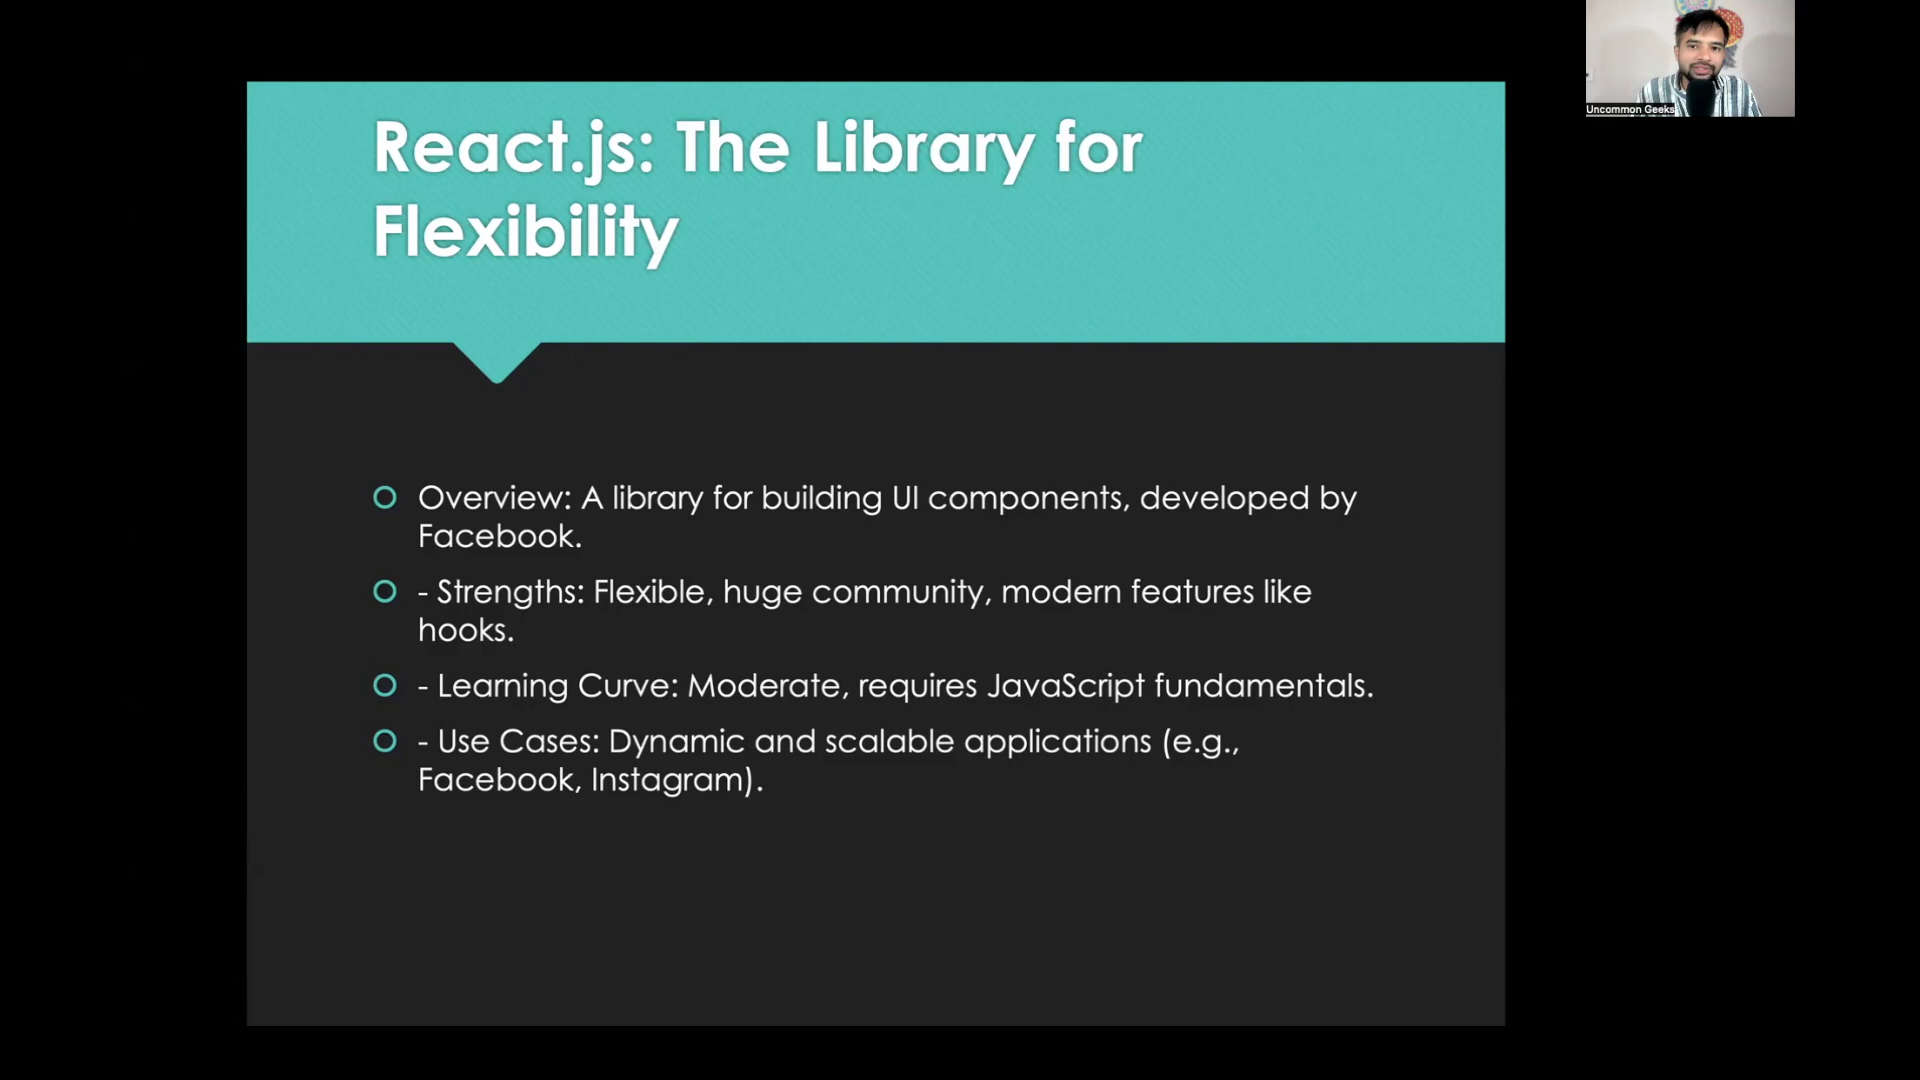 React.js: The Library for
Flexibility
Overview: A library for building UI components, developed by
Facebook.
- Strengths: Flexible, huge community, modern features like
hooks.
- Learning Curve: Moderate, requires JavaScript fundamentals.
- Use Cases: Dynamic and scalable applications (e.g.,
Facebook, Instagram).
Uncommon Geeks